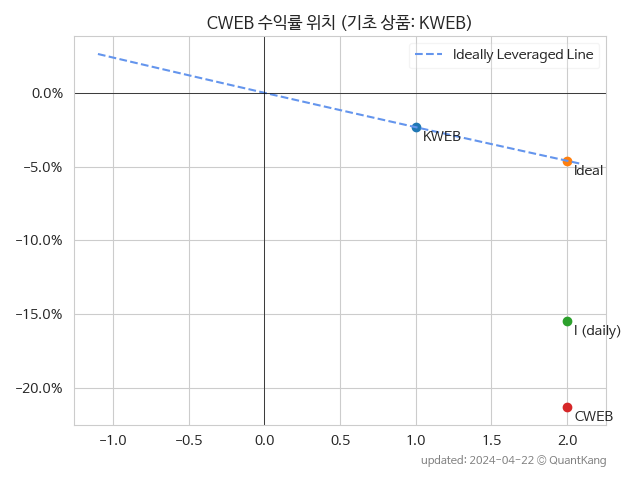 CWEB 수익률 위치 (기초 상품: KWEB)
Ideally Leveraged Line
0.0%
KWEB
−5.0%
Ideal
−10.0%
−15.0%
I (daily)
−20.0%
CWEB
−1.0
−0.5
0.0
0.5
1.0
1.5
2.0
updated: 2024-04-22 © QuantKang